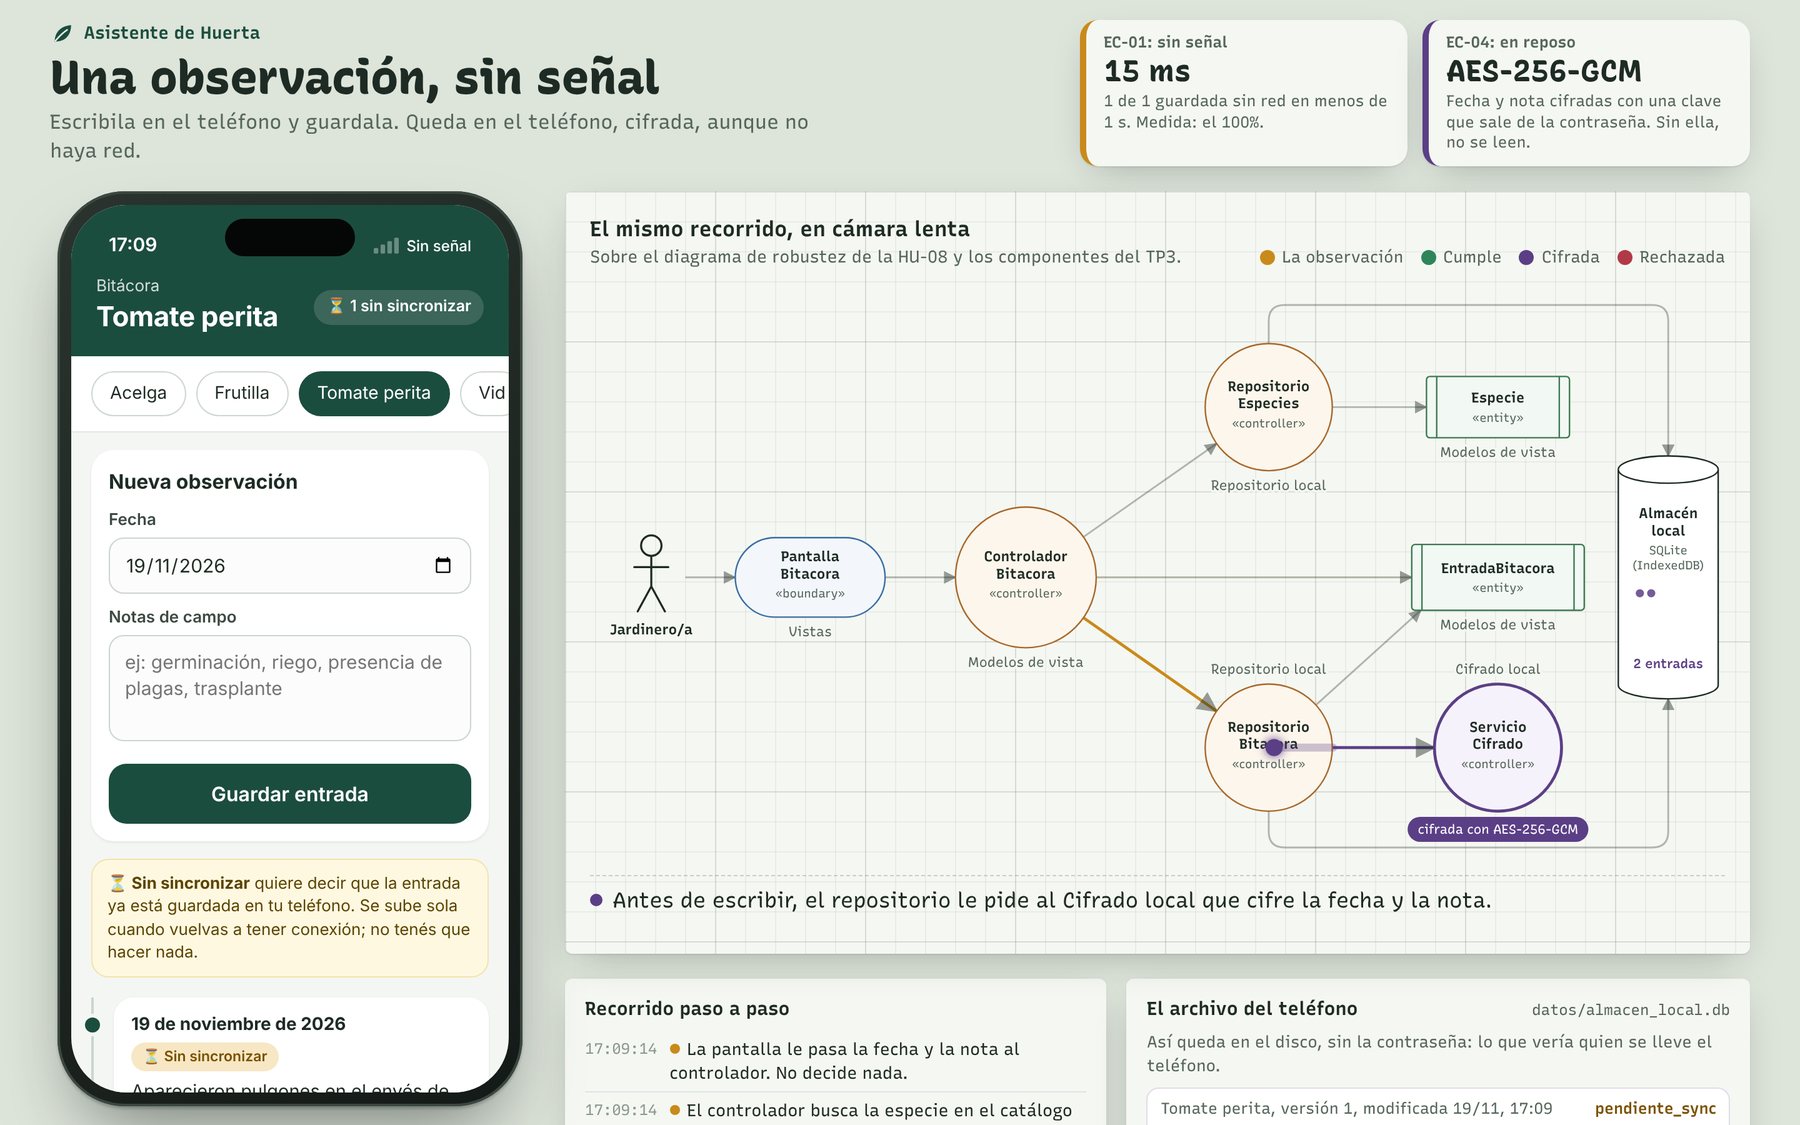 Asistente de Huerta
Una observación, sin señal
Escribila en el teléfono y guardala. Queda en el teléfono, cifrada, aunque no
haya red.
EC-01: sin señal
15 ms
1 de 1 guardada sin red en menos de
1 s. Medida: el 100%.
EC-04: en reposo
AES-256-GCM
Fecha y nota cifradas con una clave
que sale de la contraseña. Sin ella,
no se leen.
17:09
Sin señal
Bitácora
Tomate perita
⏳ 1 sin sincronizar
Acelga
Frutilla
Tomate perita
Vid
Nueva observación
Fecha
19/11/2026
Notas de campo
ej: germinación, riego, presencia de
plagas, trasplante
Guardar entrada
⏳ Sin sincronizar quiere decir que la entrada
ya está guardada en tu teléfono. Se sube sola
cuando vuelvas a tener conexión; no tenés que
hacer nada.
19 de noviembre de 2026
⏳ Sin sincronizar
Aparecieron pulgones en el envés de
El mismo recorrido, en cámara lenta
Sobre el diagrama de robustez de la HU-08 y los componentes del TP3.
La observación
Cumple
Cifrada
Rechazada
Jardinero/a
Pantalla
Bitacora
«boundary»
Vistas
Controlador
Bitacora
«controller»
Modelos de vista
Repositorio
Especies
«controller»
Repositorio local
Especie
«entity»
Modelos de vista
EntradaBitacora
«entity»
Modelos de vista
Almacén
local
SQLite
(IndexedDB)
2 entradas
Repositorio local
Repositorio
Bitacora
«controller»
Cifrado local
Servicio
Cifrado
«controller»
cifrada con AES-256-GCM
Antes de escribir, el repositorio le pide al Cifrado local que cifre la fecha y la nota.
Recorrido paso a paso
17:09:14 La pantalla le pasa la fecha y la nota al
controlador. No decide nada.
17:09:14 El controlador busca la especie en el catálogo
El archivo del teléfono
datos/almacen_local.db
Así queda en el disco, sin la contraseña: lo que vería quien se lleve el
teléfono.
Tomate perita, versión 1, modificada 19/11, 17:09
pendiente_sync